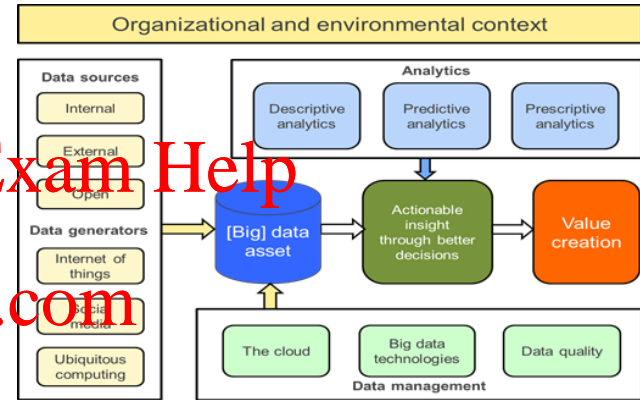 Organizational and environmental context
Data sources
Internal
External
Open
Data generators
Internet of
things
Social
media
Ubiquitous
computing
Analytics
Descriptive
analytics
Predictive
analytics
Prescriptive
analytics
Exam Help
[Big] data
asset
Actionable
insight
through better
decisions
Value
creation
.com
The cloud
Big data
technologies
Data quality
Data management